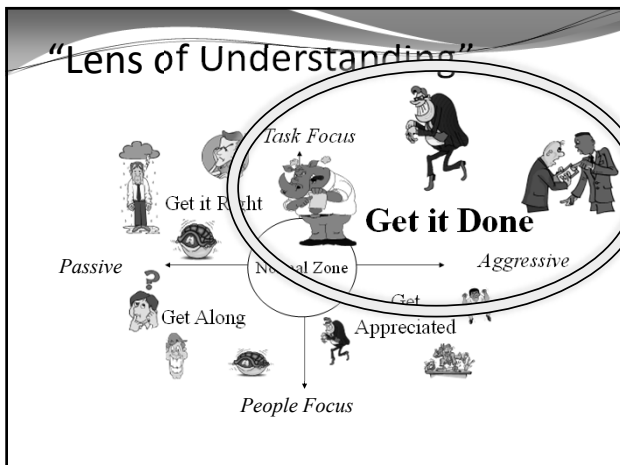 “Lens of Understanding”
Task Focus
Get it Right
Get it Done
Passive
Normal Zone
Aggressive
?
Get Along
Get
Appreciated
People Focus